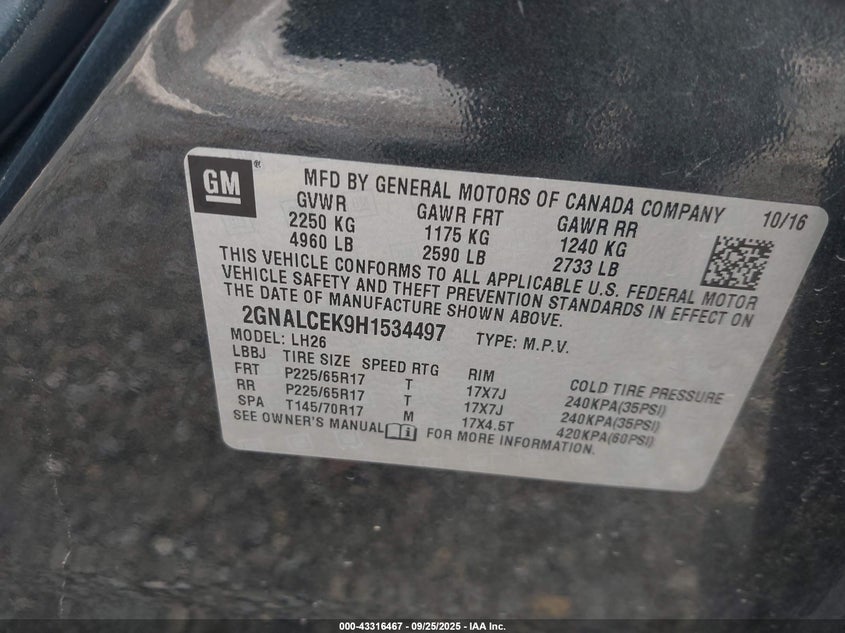 GM ®
MFD BY GENERAL MOTORS OF CANADA COMPANY 10/16
GVWR GAWR FRT GAWR RR
2250 KG 1175 KG 1240 KG
4960 LB 2590 LB 2733 LB
THIS VEHICLE CONFORMS TO ALL APPLICABLE U.S. FEDERAL MOTOR
VEHICLE SAFETY AND THEFT PREVENTION STANDARDS IN EFFECT ON
THE DATE OF MANUFACTURE SHOWN ABOVE.
2GNALCEK9H1534497 TYPE: M.P.V.
MODEL: LH26
LBBJ TIRE SIZE SPEED RTG RIM COLD TIRE PRESSURE
FRT P225/65R17 T 17X7J 240KPA(35PSI)
RR P225/65R17 T 17X7J 240KPA(35PSI)
SPA T145/70R17 M 17X4.5T 420KPA(60PSI)
SEE OWNER'S MANUAL FOR MORE INFORMATION.
000-43316467 - 09/25/2025 - IAA Inc.